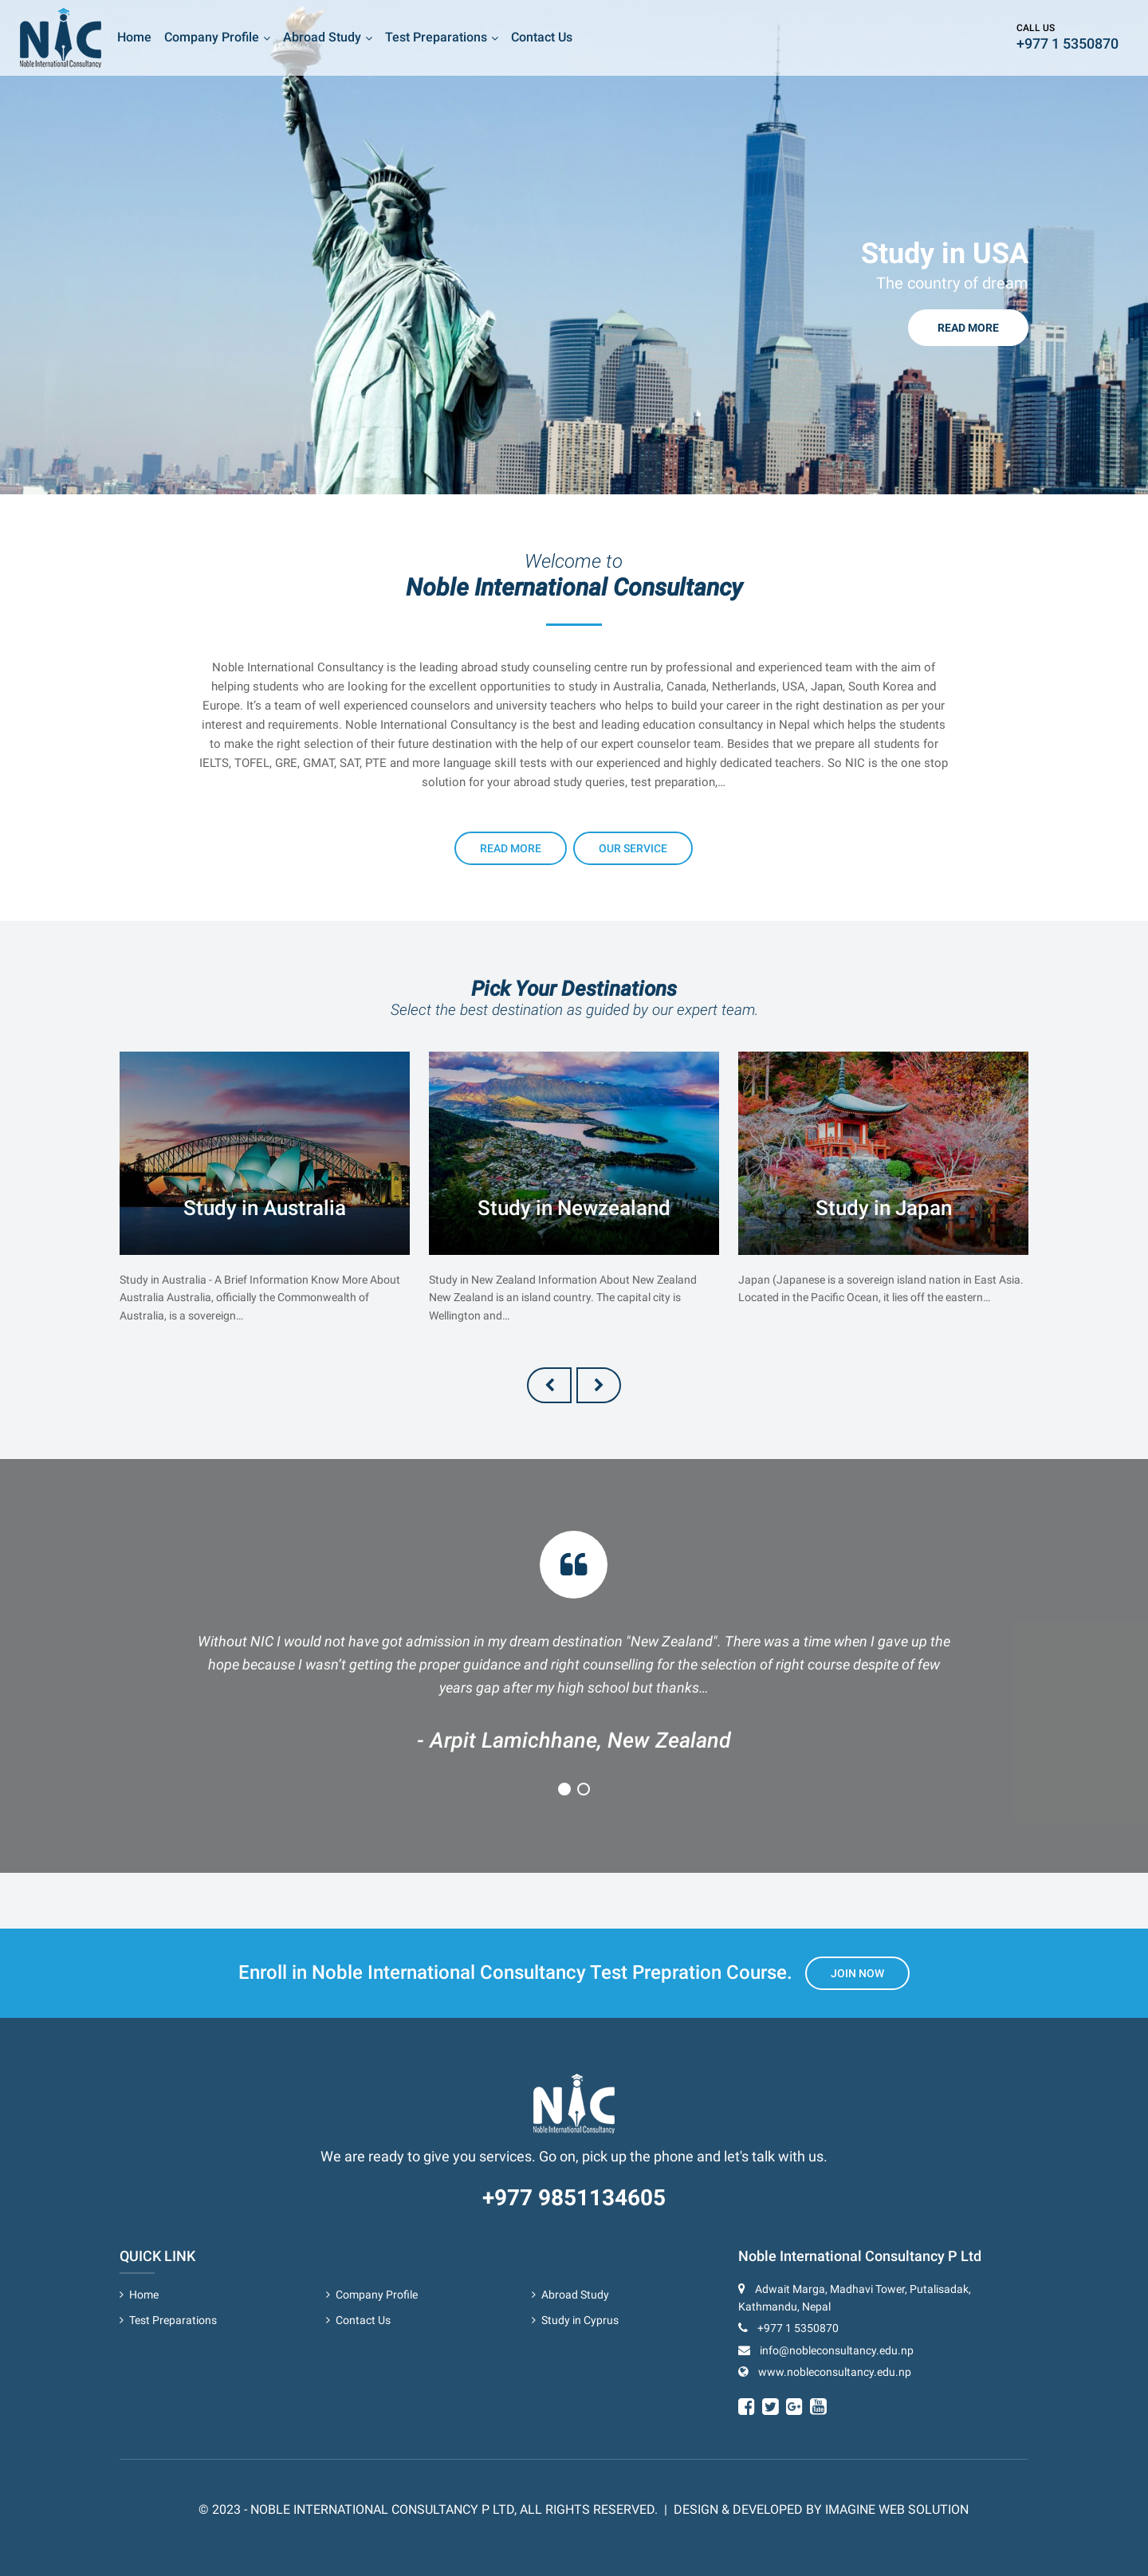 NIC
Noble International Consultancy
Home Company Profile Abroad Study Test Preparations Contact Us
CALL US
+977 1 5350870
Study in USA
The country of dream
READ MORE
Welcome to
Noble International Consultancy
Noble International Consultancy is the leading abroad study counseling centre run by professional and experienced team with the aim of
helping students who are looking for the excellent opportunities to study in Australia, Canada, Netherlands, USA, Japan, South Korea and
Europe. It’s a team of well experienced counselors and university teachers who helps to build your career in the right destination as per your
interest and requirements. Noble International Consultancy is the best and leading education consultancy in Nepal which helps the students
to make the right selection of their future destination with the help of our expert counselor team. Besides that we prepare all students for
IELTS, TOFEL, GRE, GMAT, SAT, PTE and more language skill tests with our experienced and highly dedicated teachers. So NIC is the one stop
solution for your abroad study queries, test preparation,...
READ MORE OUR SERVICE
Pick Your Destinations
Select the best destination as guided by our expert team.
Study in Australia
Study in Australia - A Brief Information Know More About
Australia Australia, officially the Commonwealth of
Australia, is a sovereign...
Study in Newzealand
Study in New Zealand Information About New Zealand
New Zealand is an island country. The capital city is
Wellington and...
Study in Japan
Japan (Japanese is a sovereign island nation in East Asia.
Located in the Pacific Ocean, it lies off the eastern...
Without NIC I would not have got admission in my dream destination "New Zealand". There was a time when I gave up the
hope because I wasn’t getting the proper guidance and right counselling for the selection of right course despite of few
years gap after my high school but thanks...
- Arpit Lamichhane, New Zealand
Enroll in Noble International Consultancy Test Prepration Course. JOIN NOW
NIC
Noble International Consultancy
We are ready to give you services. Go on, pick up the phone and let's talk with us.
+977 9851134605
QUICK LINK
Home Company Profile Abroad Study
Test Preparations Contact Us Study in Cyprus
Noble International Consultancy P Ltd
Adwait Marga, Madhavi Tower, Putalisadak,
Kathmandu, Nepal
+977 1 5350870
info@nobleconsultancy.edu.np
www.nobleconsultancy.edu.np
© 2023 - NOBLE INTERNATIONAL CONSULTANCY P LTD, ALL RIGHTS RESERVED. | DESIGN & DEVELOPED BY IMAGINE WEB SOLUTION